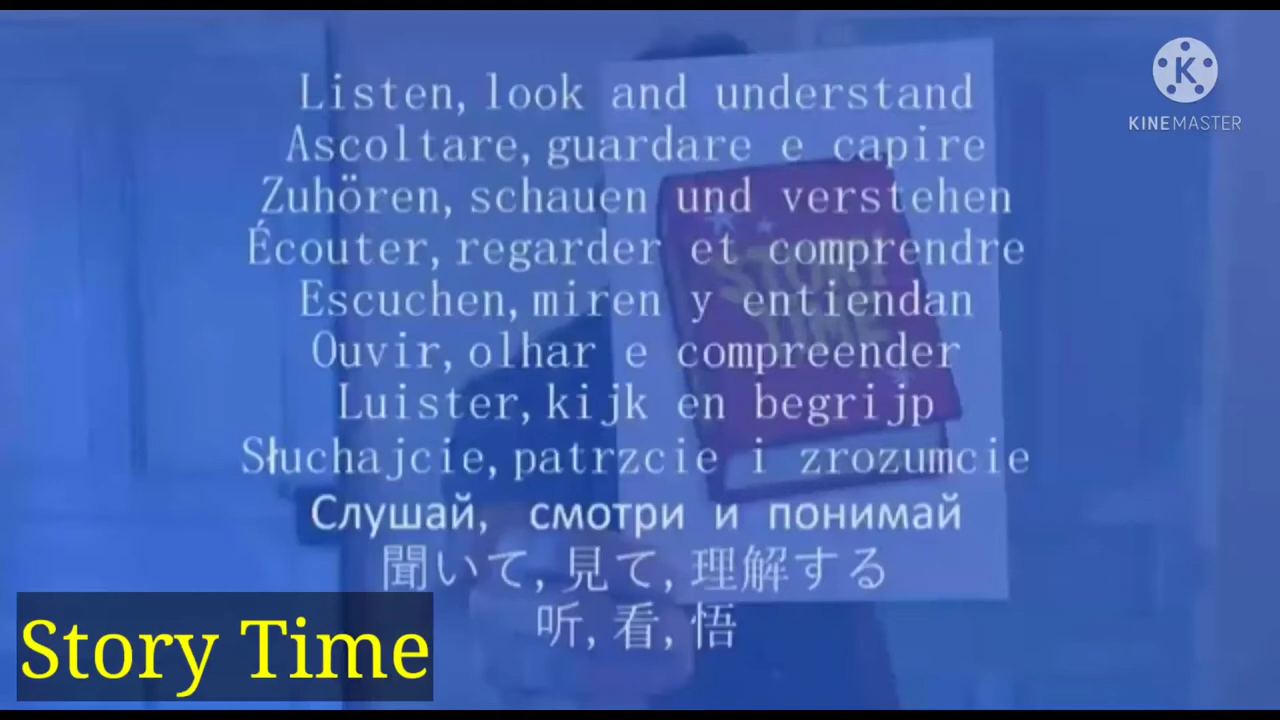 Listen, look and understand
Ascoltare, guardare e capire
Zuhören, schauen und verstehen
Écouter, regarder et comprendre
Escuchen, miren y entiendan
Ouvir, olhar e compreender
Luister, kijk en begrijp
Słuchajcie, patrzcie i zrozumcie
Слушай, смотри и понимай
聞いて, 見て, 理解する
听, 看, 悟
STORY
TIME
Story Time
K
KINEMASTER